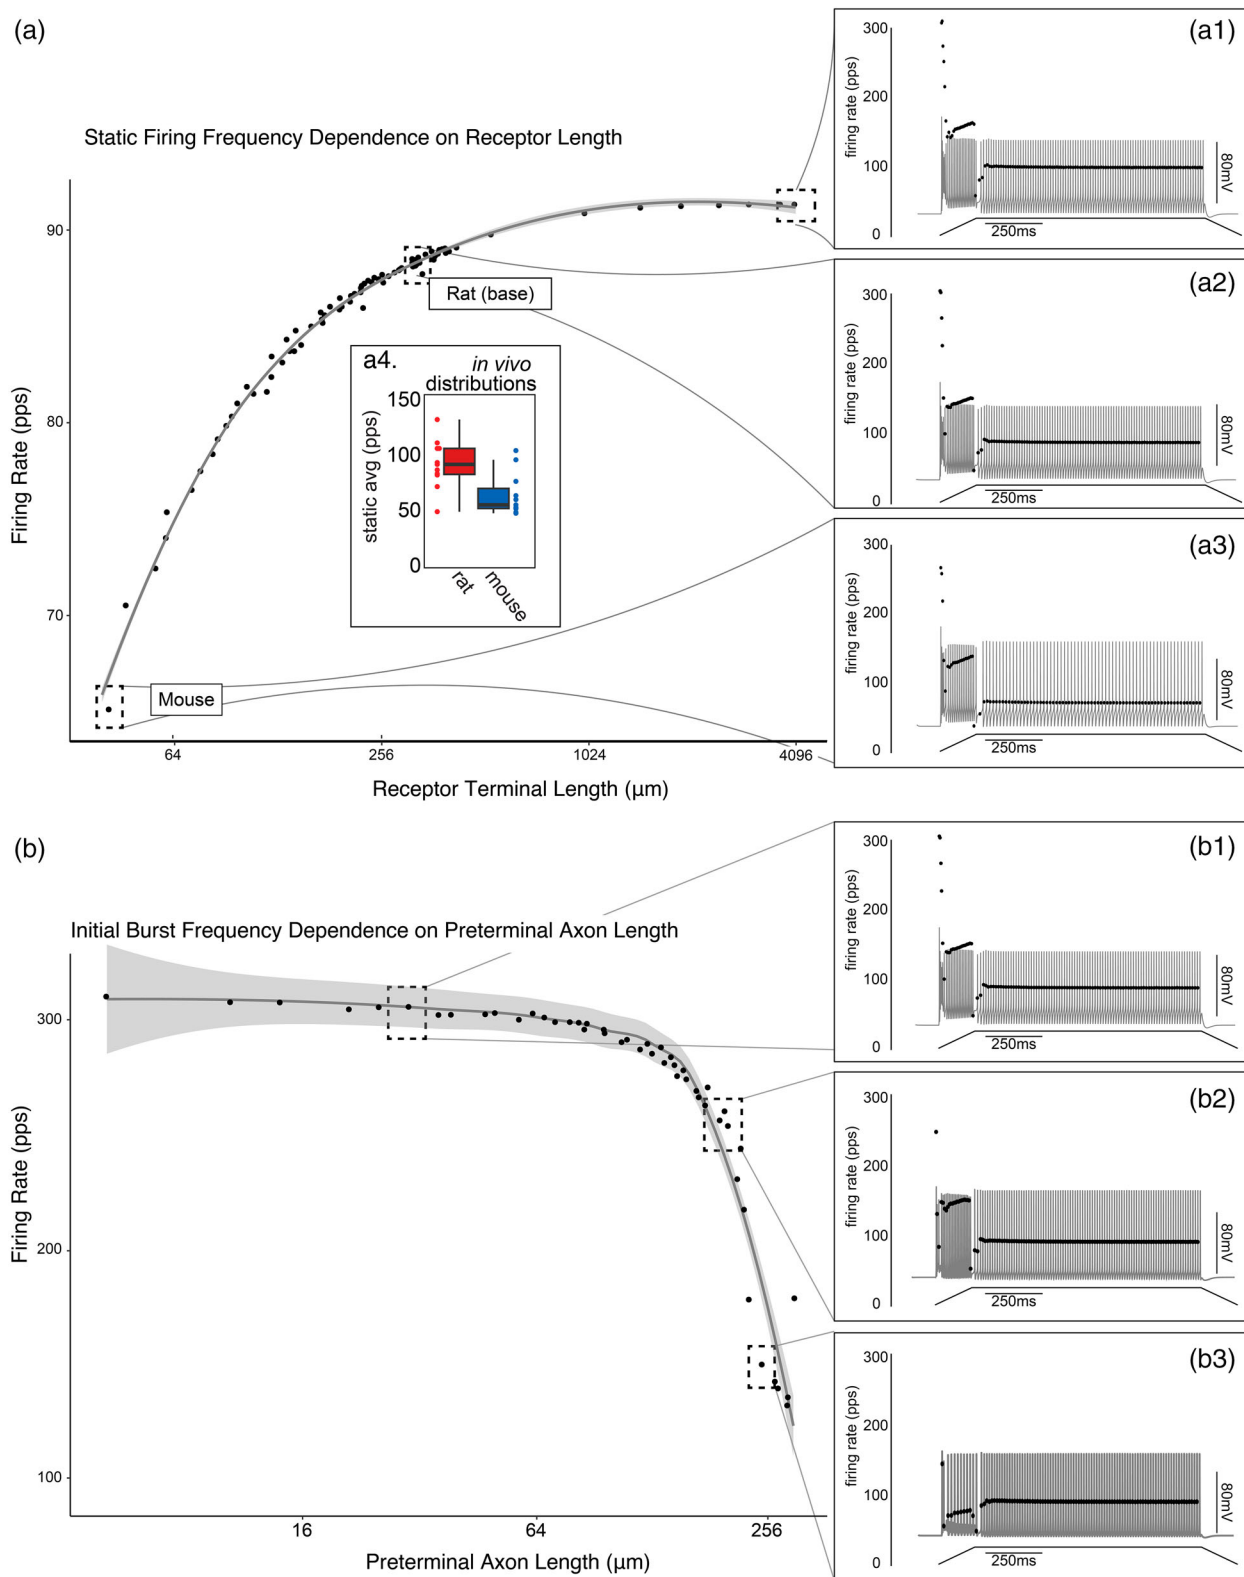 (a)
Static Firing Frequency Dependence on Receptor Length
Firing Rate (pps)
90
80
70
64
256
1024
4096
Receptor Terminal Length (µm)
Rat (base)
Mouse
a4.
in vivo
distributions
static avg (pps)
150
100
50
0
rat
mouse
(a1)
firing rate (pps)
300
200
100
0
80mV
250ms
(a2)
firing rate (pps)
300
200
100
0
80mV
250ms
(a3)
firing rate (pps)
300
200
100
0
80mV
250ms
(b)
Initial Burst Frequency Dependence on Preterminal Axon Length
Firing Rate (pps)
300
200
100
16
64
256
Preterminal Axon Length (µm)
(b1)
firing rate (pps)
300
200
100
0
80mV
250ms
(b2)
firing rate (pps)
300
200
100
0
80mV
250ms
(b3)
firing rate (pps)
300
200
100
0
80mV
250ms